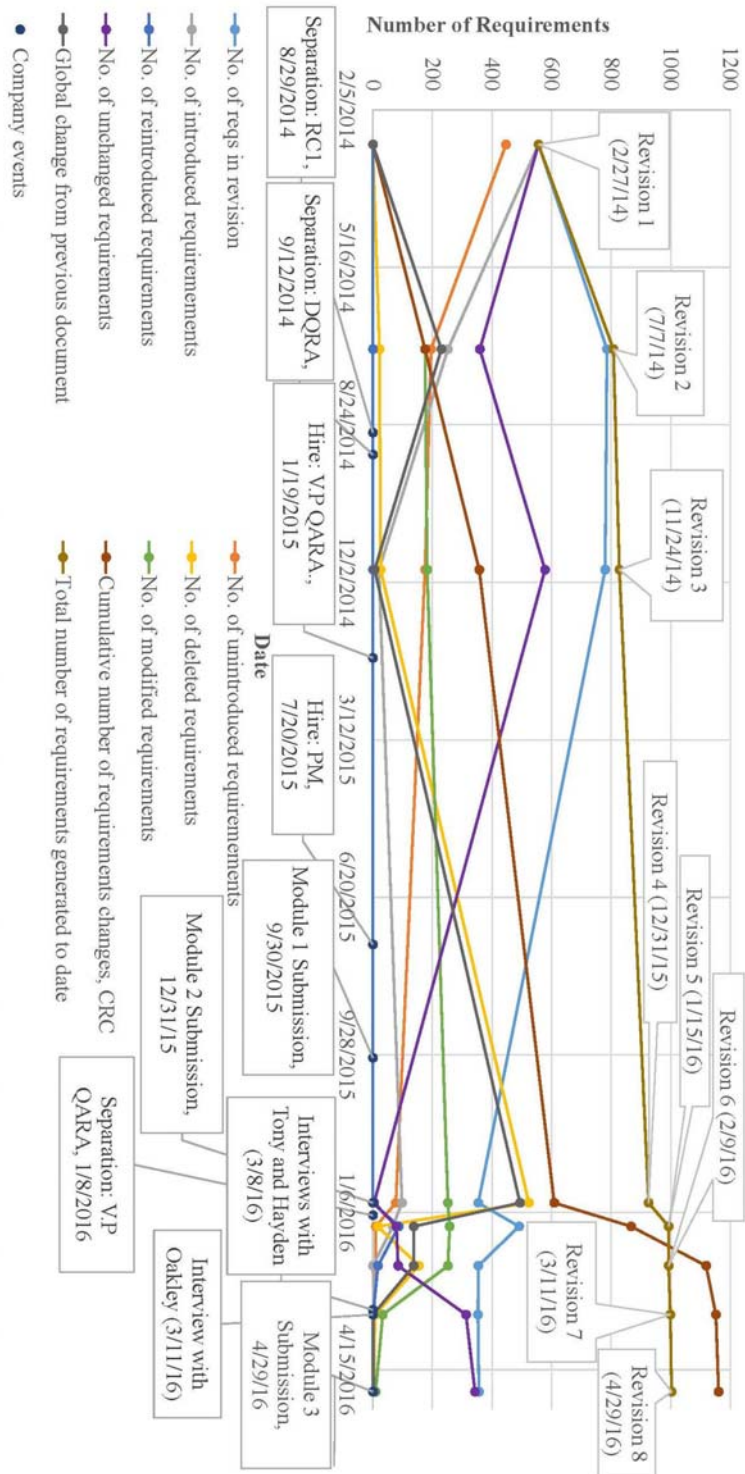 Number of Requirements
1200
1000
800
600
400
200
0
Revision 1
(2/27/14)
Revision 2
(7/7/14)
Revision 3
(11/24/14)
Revision 4 (12/31/15)
Revision 5 (1/15/16)
Revision 6 (2/9/16)
Revision 7
(3/11/16)
Revision 8
(4/29/16)
2/5/2014
5/16/2014
8/24/2014
12/2/2014
3/12/2015
6/20/2015
9/28/2015
1/6/2016
4/15/2016
Date
Separation: RC1,
8/29/2014
Separation: DQRA,
9/12/2014
Hire: V.P QARA.,
1/19/2015
Hire: PM,
7/20/2015
Module 1 Submission,
9/30/2015
Module 2 Submission,
12/31/15
Separation: V.P
QARA, 1/8/2016
Interviews with
Tony and Hayden
(3/8/16)
Interview with
Oakley (3/11/16)
Module 3
Submission,
4/29/16
No. of reqs in revision
No. of unintroduced requirements
No. of introduced requiremements
No. of deleted requirements
No. of reintroduced requirements
No. of modified requirements
No. of unchanged requirements
Cumulative number of requirements changes, CRC
Global change from previous document
Total number of requirements generated to date
Company events